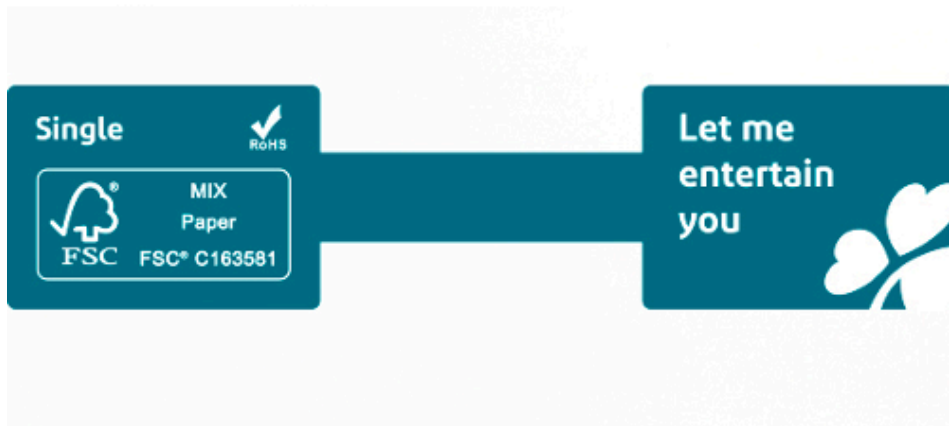 Single
RoHS
®
MIX
Paper
FSC
FSC® C163581
Let me
entertain
you